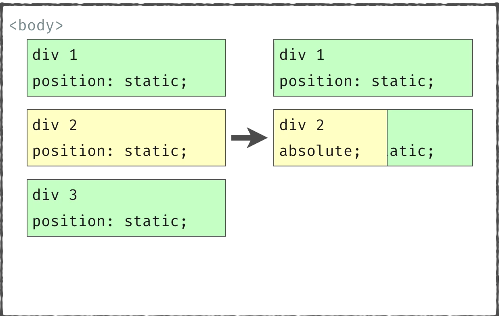 <body>
div 1
position: static;
div 2
position: static;
div 3
position: static;
div 1
position: static;
div 2
absolute; atic;